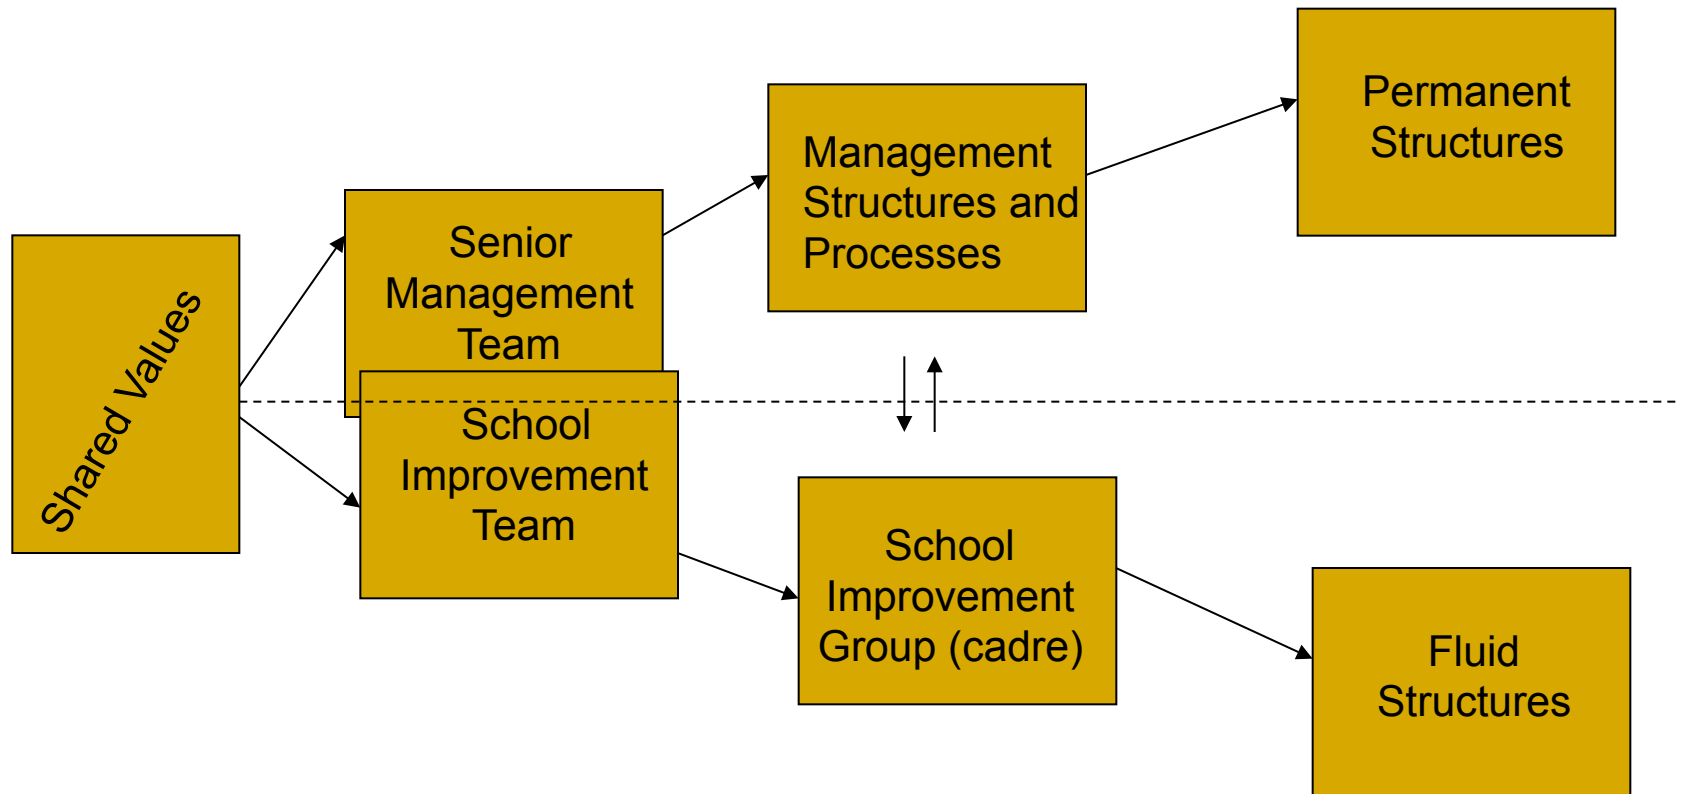 Shared Values
Senior
Management
Team
School
Improvement
Team
Management
Structures and
Processes
School
Improvement
Group (cadre)
Permanent
Structures
Fluid
Structures